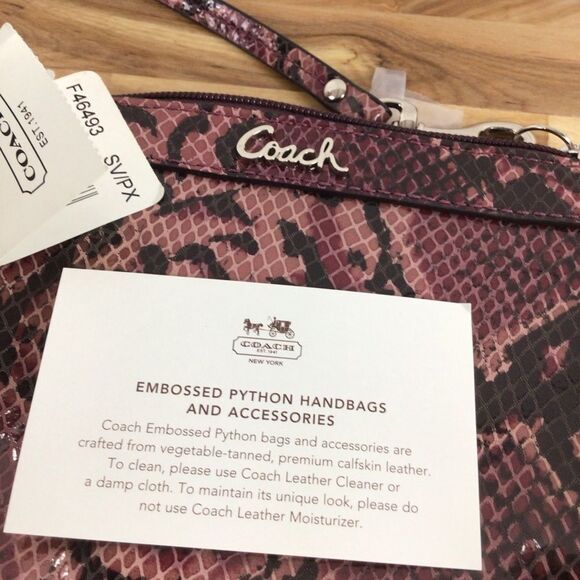 COACH
EST. 1941
F46493
SV/PX
Coach
COACH
EST. 1941
NEW YORK
EMBOSSED PYTHON HANDBAGS
AND ACCESSORIES
Coach Embossed Python bags and accessories are
crafted from vegetable-tanned, premium calfskin leather.
To clean, please use Coach Leather Cleaner or
a damp cloth. To maintain its unique look, please do
not use Coach Leather Moisturizer.